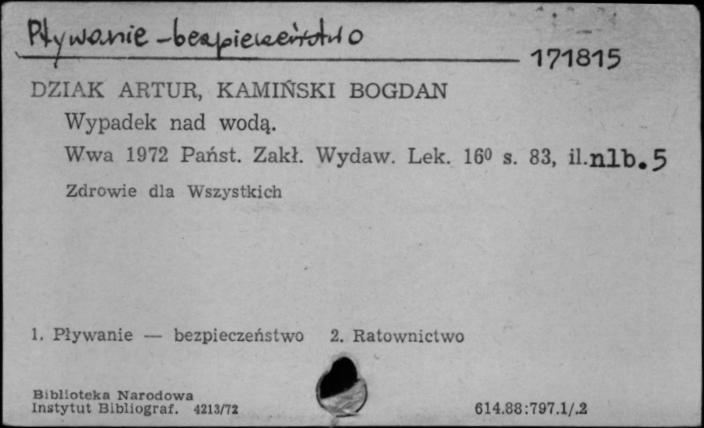 Pływanie - bezpieczeństwo
171815
DZIAK ARTUR, KAMIŃSKI BOGDAN
Wypadek nad wodą.
Wwa 1972 Państ. Zakł. Wydaw. Lek. 16⁰ s. 83, il.nlb.5
Zdrowie dla Wszystkich
1. Pływanie — bezpieczeństwo 2. Ratownictwo
Biblioteka Narodowa
Instytut Bibliograf. 4213/72
614.88:797.1/.2